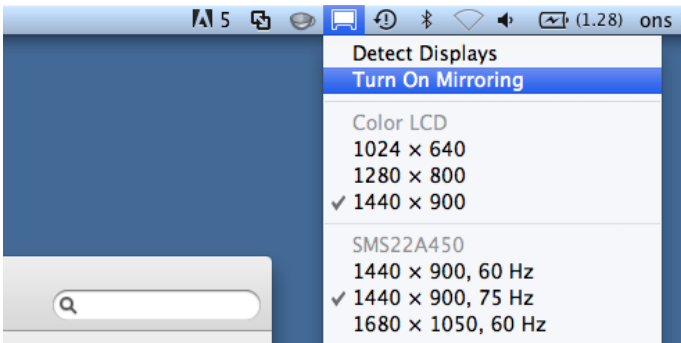 5 (1.28) ons
Detect Displays
Turn On Mirroring
Color LCD
1024 × 640
1280 × 800
✓ 1440 × 900
SMS22A450
1440 × 900, 60 Hz
✓ 1440 × 900, 75 Hz
1680 × 1050, 60 Hz